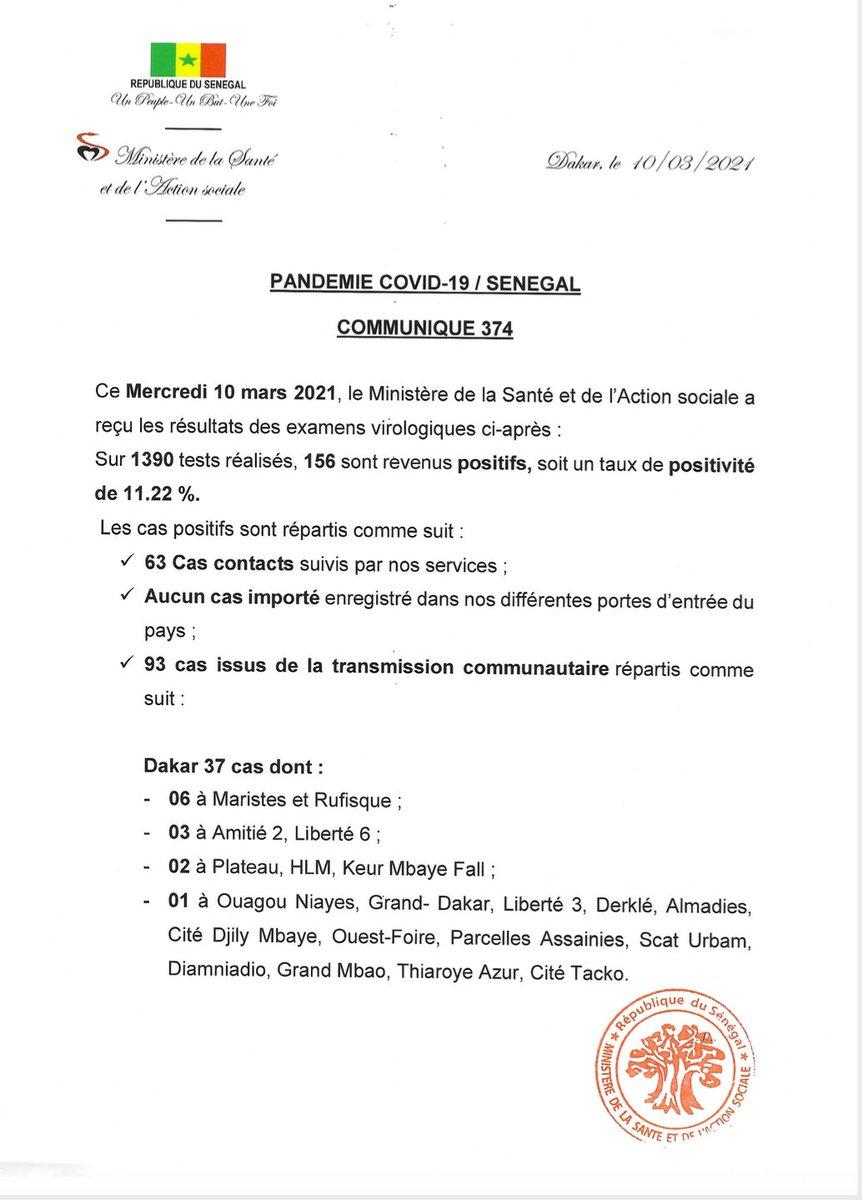 REPUBLIQUE DU SENEGAL
Un Peuple-Un But-Une Foi
Ministère de la Santé
et de l'Action sociale
Dakar, le 10/03/2021
PANDEMIE COVID-19 / SENEGAL
COMMUNIQUE 374
Ce Mercredi 10 mars 2021, le Ministère de la Santé et de l'Action sociale a
reçu les résultats des examens virologiques ci-après :
Sur 1390 tests réalisés, 156 sont revenus positifs, soit un taux de positivité
de 11.22 %.
Les cas positifs sont répartis comme suit :
✓ 63 Cas contacts suivis par nos services ;
✓ Aucun cas importé enregistré dans nos différentes portes d'entrée du
pays ;
✓ 93 cas issus de la transmission communautaire répartis comme
suit :
Dakar 37 cas dont :
- 06 à Maristes et Rufisque ;
- 03 à Amitié 2, Liberté 6 ;
- 02 à Plateau, HLM, Keur Mbaye Fall ;
- 01 à Ouagou Niayes, Grand- Dakar, Liberté 3, Derklé, Almadies,
Cité Djily Mbaye, Ouest-Foire, Parcelles Assainies, Scat Urbam,
Diamniadio, Grand Mbao, Thiaroye Azur, Cité Tacko.
République du Sénégal
MINISTERE DE LA SANTE ET DE L'ACTION SOCIALE